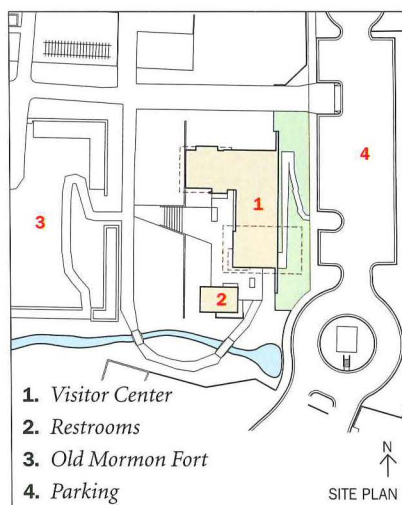 4
3
1
2
1. Visitor Center
2. Restrooms
3. Old Mormon Fort
4. Parking
N
SITE PLAN